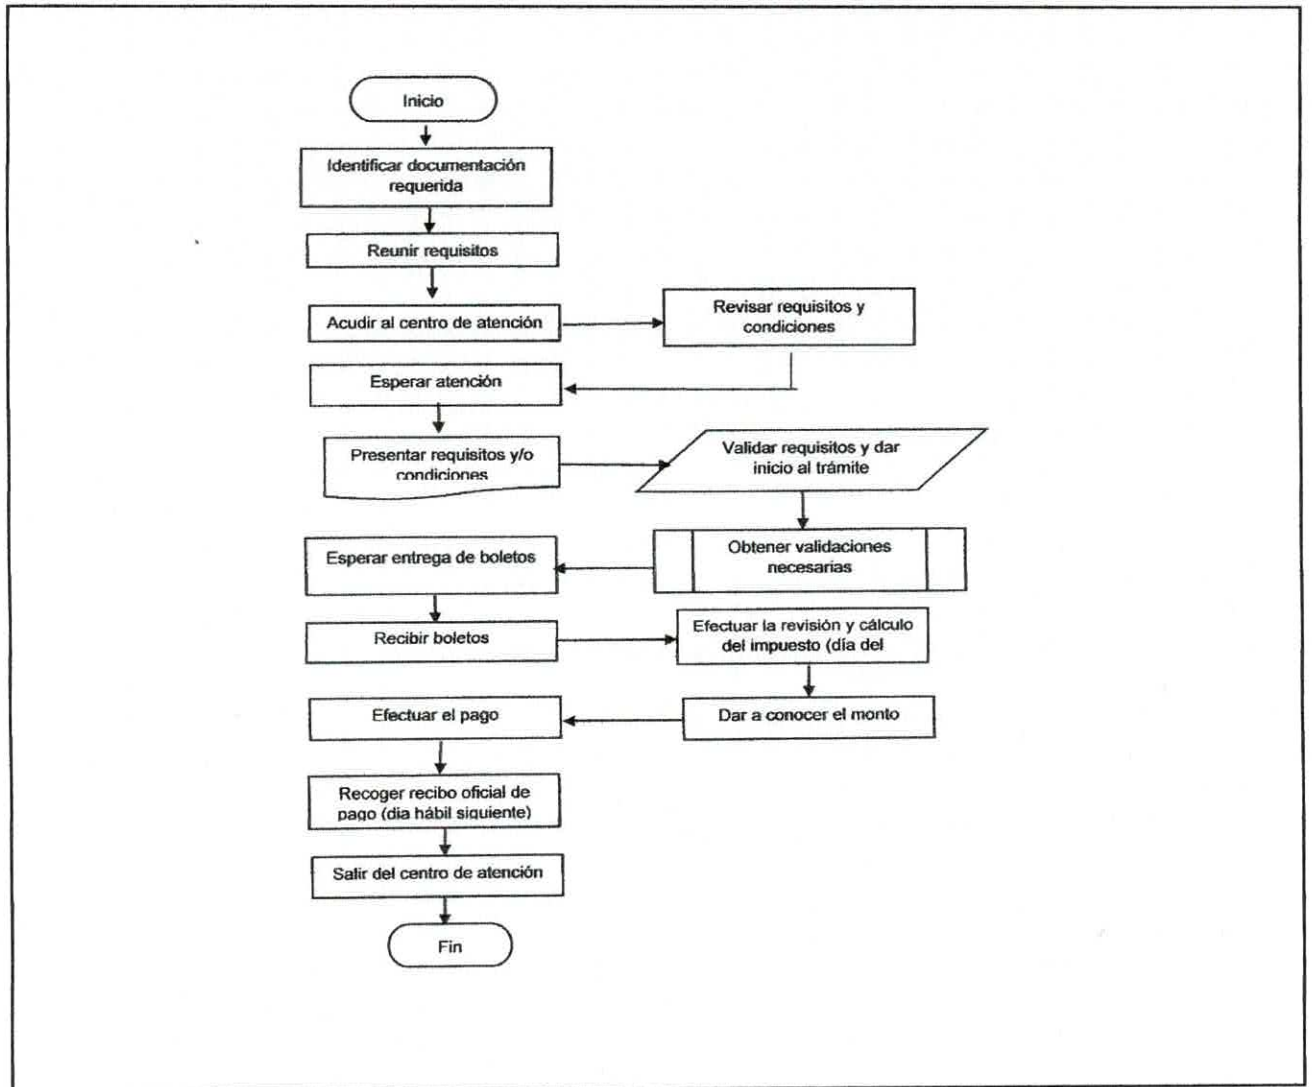 Inicio
Identificar documentación
requerida
Reunir requisitos
Acudir al centro de atención
Revisar requisitos y
condiciones
Esperar atención
Presentar requisitos y/o
condiciones
Validar requisitos y dar
inicio al trámite
Obtener validaciones
necesarias
Esperar entrega de boletos
Recibir boletos
Efectuar la revisión y cálculo
del impuesto (día del
Dar a conocer el monto
Efectuar el pago
Recoger recibo oficial de
pago (día hábil siguiente)
Salir del centro de atención
Fin